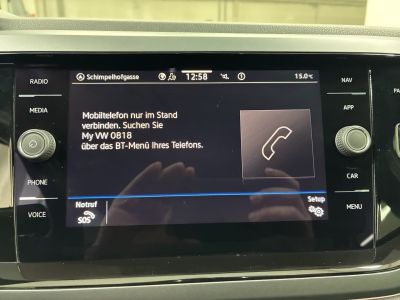 RADIO
MEDIA
PHONE
VOICE
Schimpelhofgasse
12:58
15.0°C
Mobiltelefon nur im Stand
verbinden. Suchen Sie
My VW 0818
über das BT-Menü Ihres Telefons.
Notruf
SOS
Setup
NAV
APP
CAR
MENU